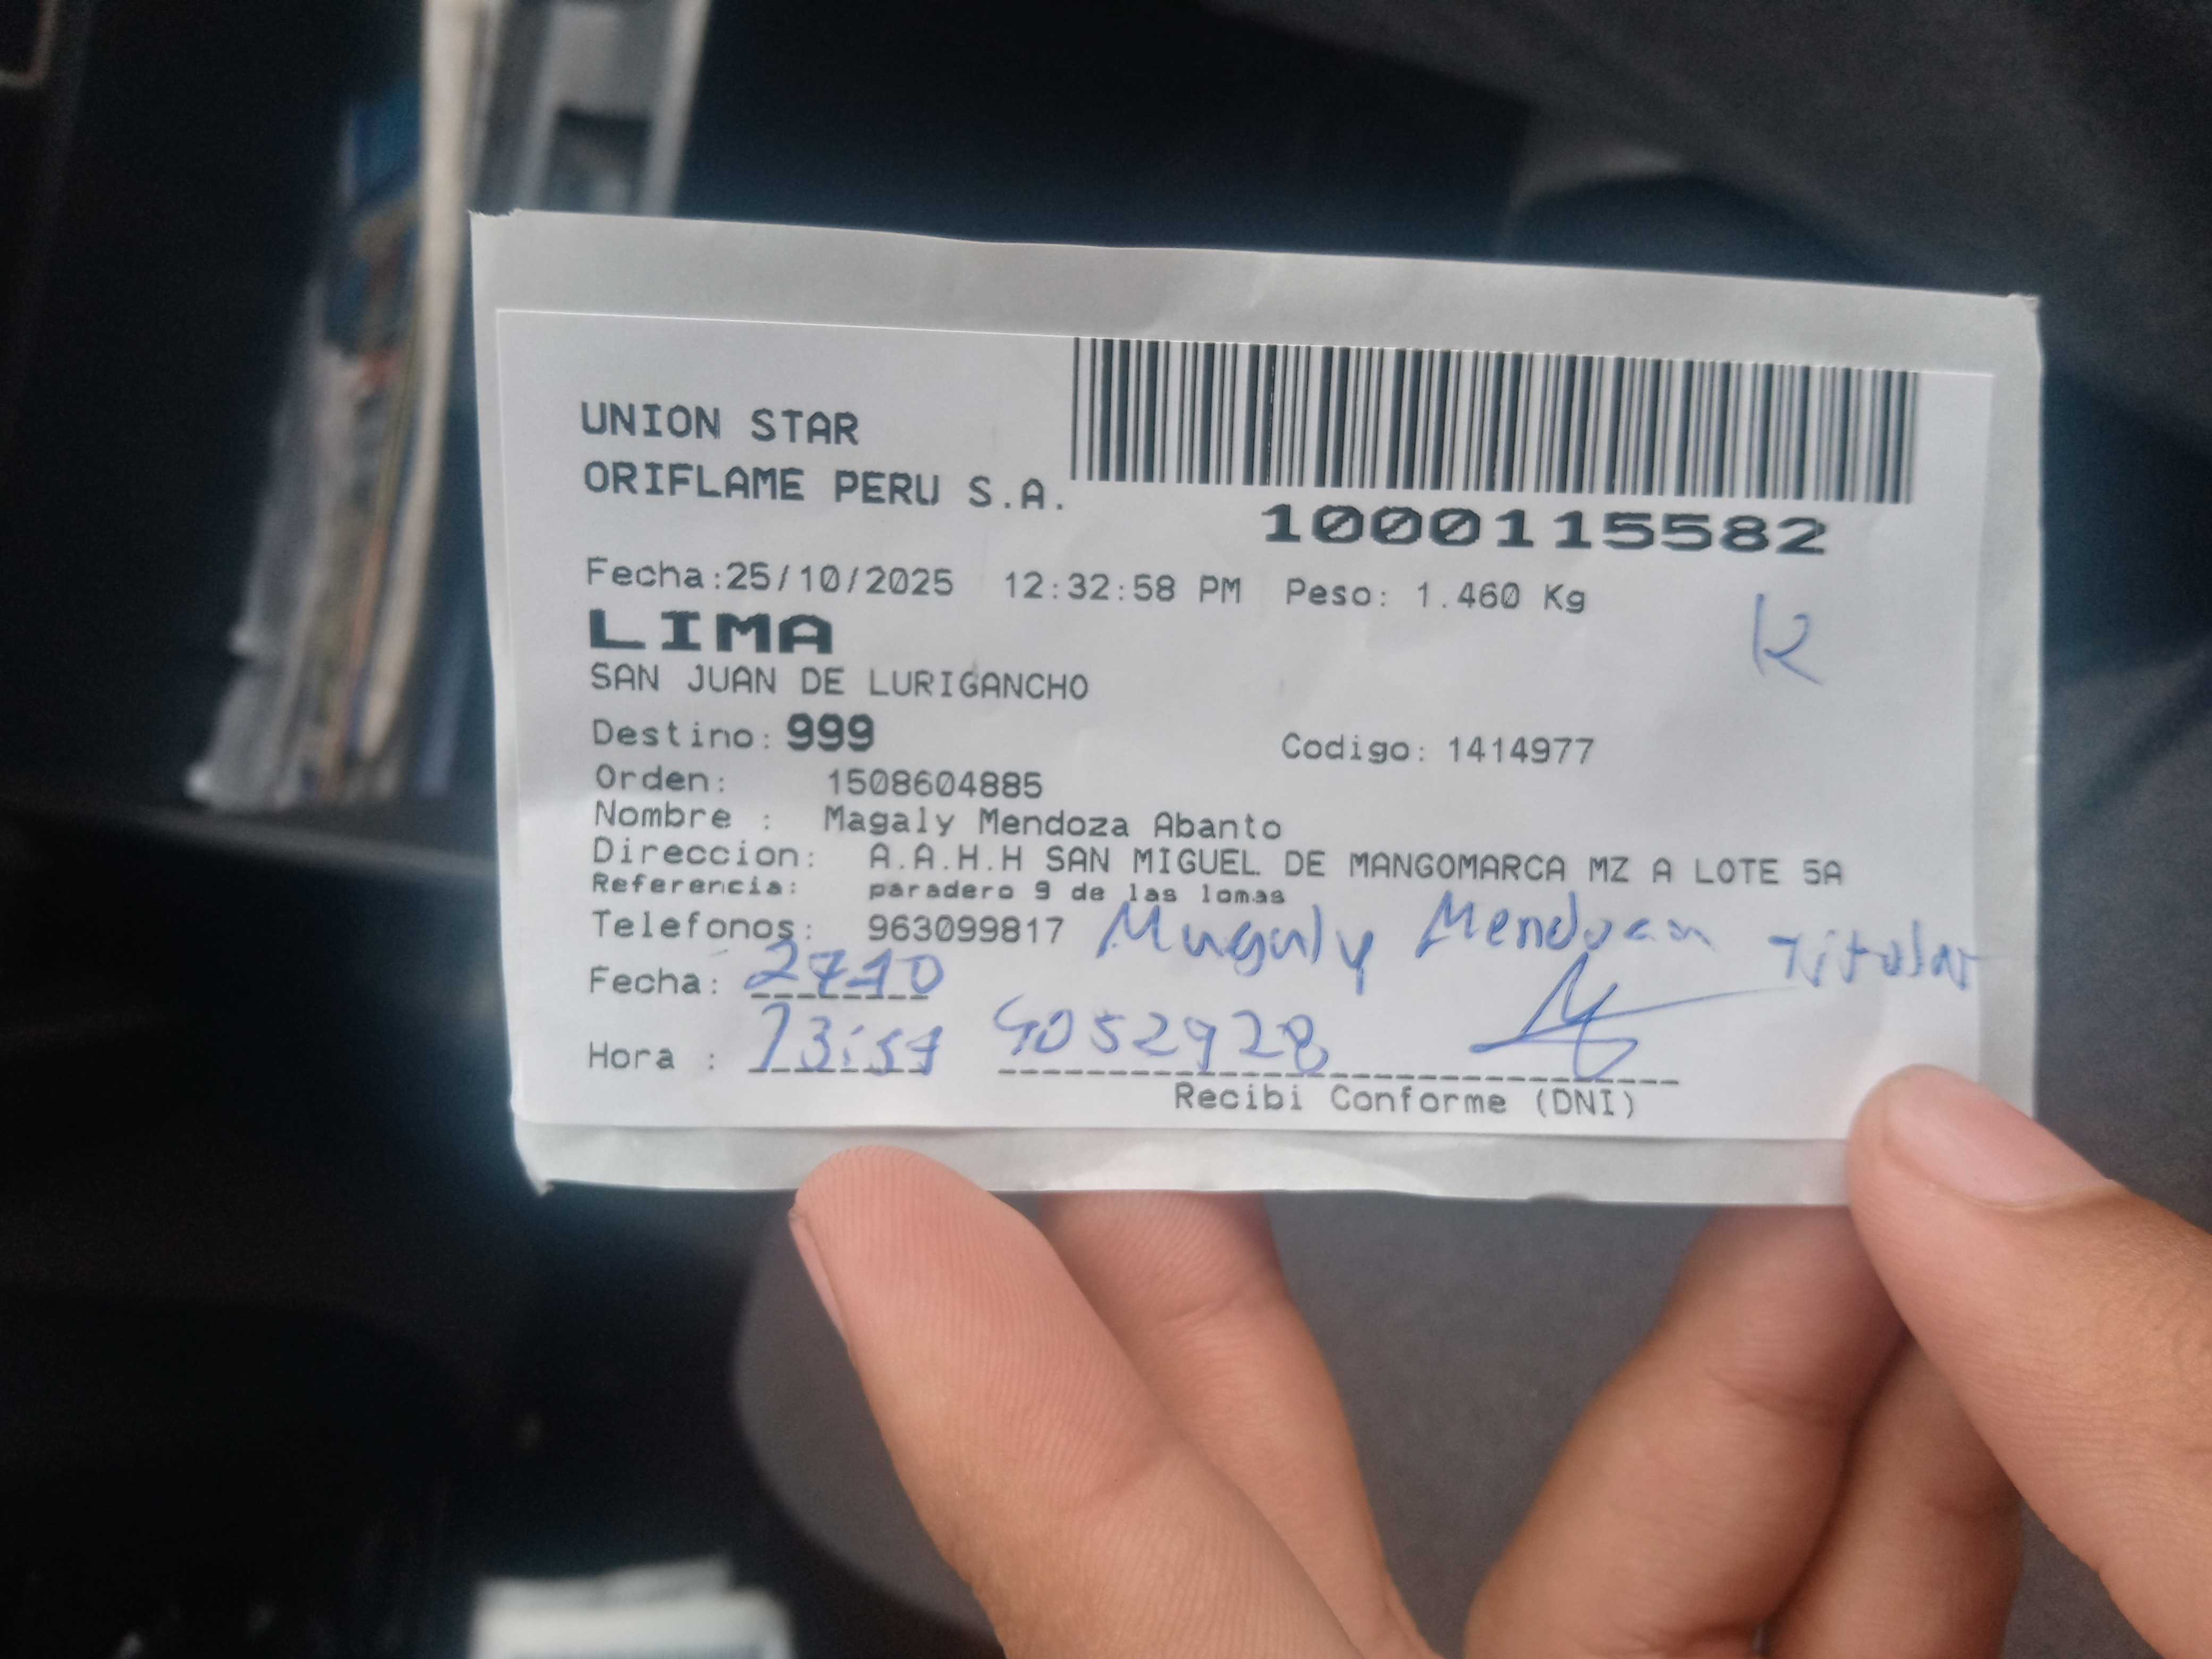 UNION STAR
ORIFLAME PERU S.A.
1000115582
Fecha:25/10/2025 12:32:58 PM Peso: 1.460 Kg
LIMA
SAN JUAN DE LURIGANCHO
Destino: 999 Codigo: 1414977
Orden: 1508604885
Nombre : Magaly Mendoza Abanto
Direccion: A.A.H.H SAN MIGUEL DE MANGOMARCA MZ A LOTE 5A
Referencia: paradero 9 de las lomas
Telefonos: 963099817 Magaly Titular
Fecha: 27-10
Hora : 13:57
Recibi Conforme (DNI)